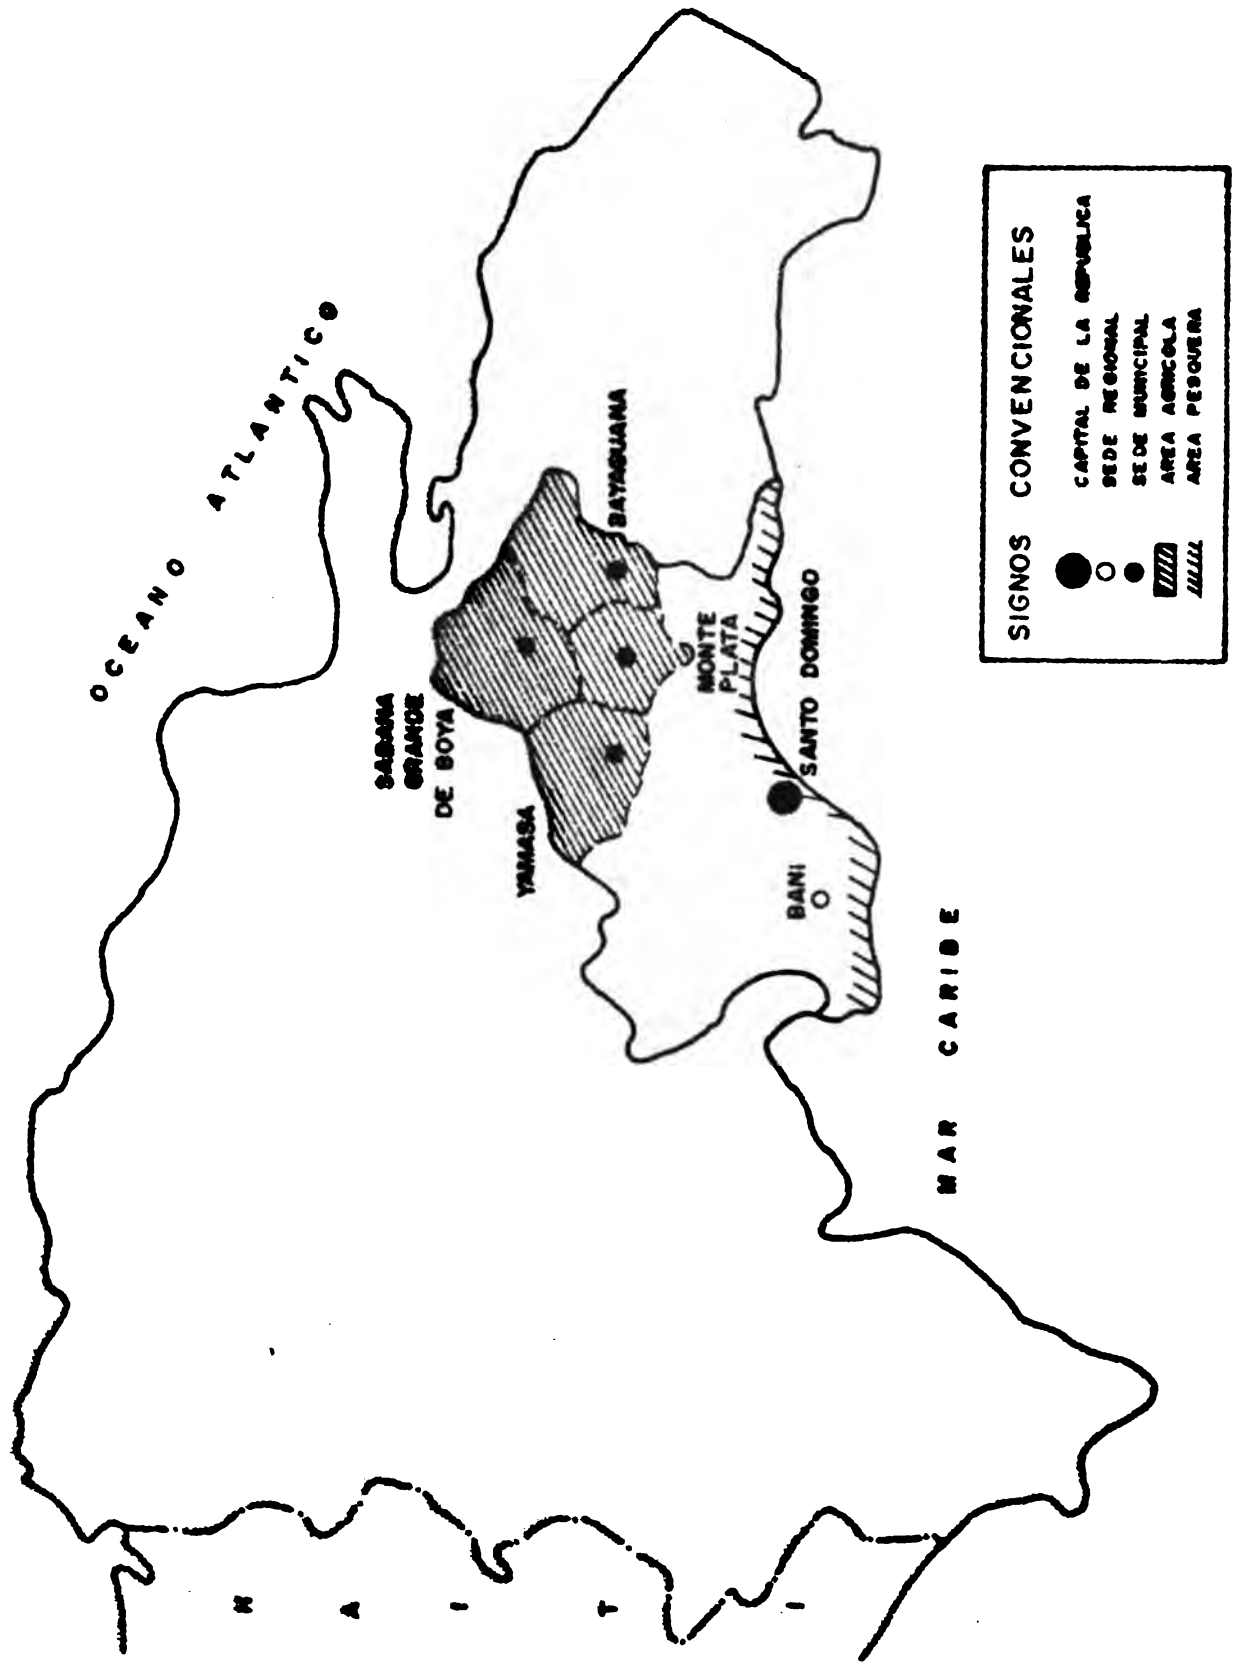 OCEANO ATLANTICO
SABANA
GRANDE
DE BOYA
YAMASA
BAYAGUANA
MONTE
PLATA
SANTO DOMINGO
BANI
MAR CARIBE
HAITI
SIGNOS CONVENCIONALES
CAPITAL DE LA REPUBLICA
SEDE REGIONAL
SEDE MUNICIPAL
AREA AGRICOLA
AREA PESQUERA